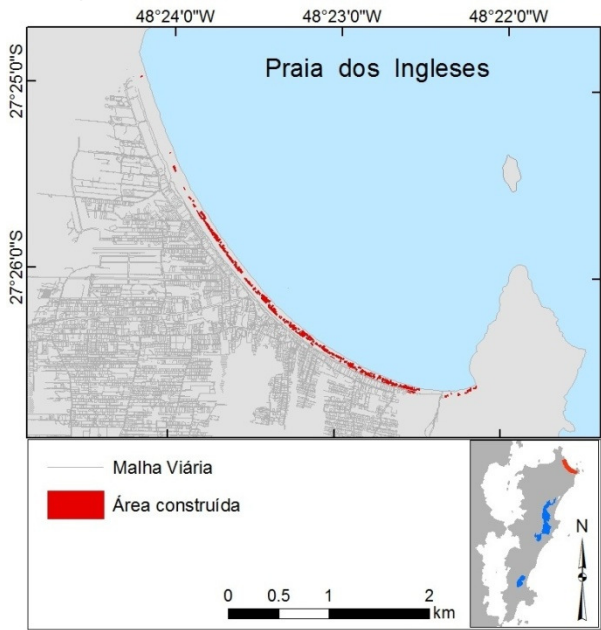 48°24'0"W 48°23'0"W 48°22'0"W
27°25'0"S
27°26'0"S
Praia dos Ingleses
Malha Viária
Área construída
0 0.5 1 2
km
N